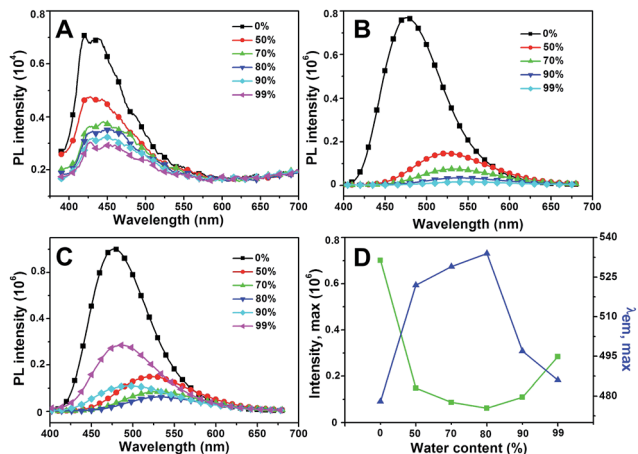 A
PL intensity (10⁴)
0.8
0.6
0.4
0.2
400 450 500 550 600 650 700
Wavelength (nm)
0%
50%
70%
80%
90%
99%
B
PL intensity (10⁶)
0.8
0.6
0.4
0.2
0
400 450 500 550 600 650 700
Wavelength (nm)
0%
50%
70%
90%
99%
C
PL intensity (10⁶)
0.8
0.2
0
400 450 500 550 600 650 700
Wavelength (nm)
0%
50%
70%
80%
90%
99%
D
Intensity, max (10⁶)
0.8
0.6
0.4
0.2
0
0 50 70 80 90 99
Water content (%)
540
525
510
495
480
λem, max